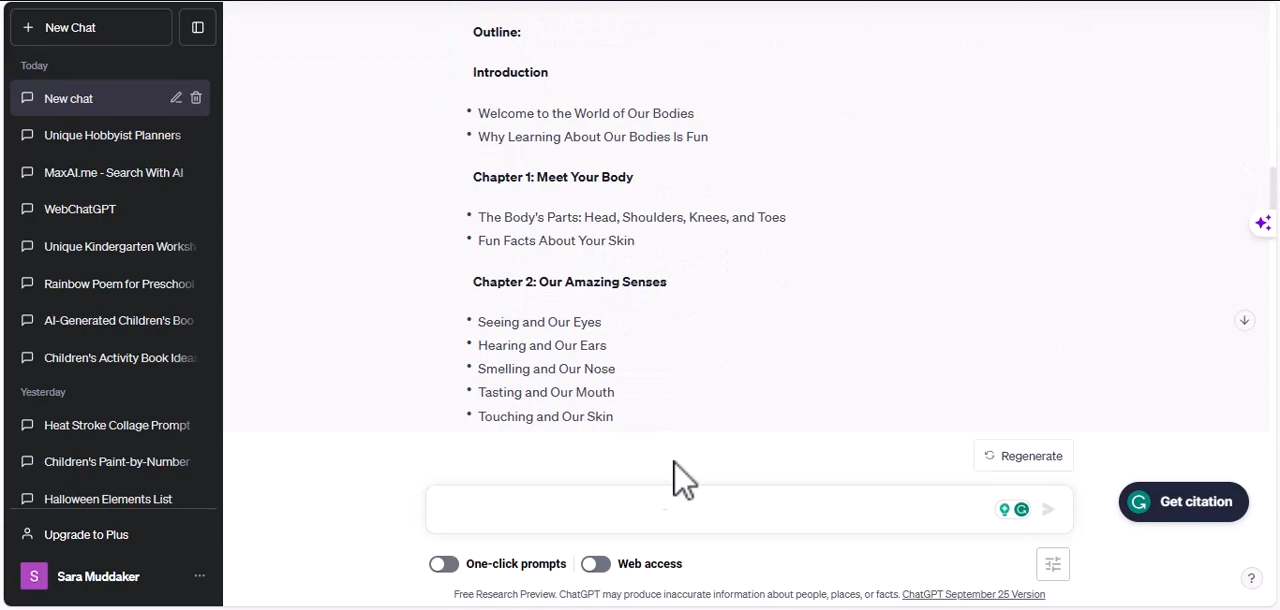 New Chat
Today
New chat
Unique Hobbyist Planners
MaxAI.me - Search With AI
WebChatGPT
Unique Kindergarten Worksh
Rainbow Poem for Preschool
AI-Generated Children's Boo
Children's Activity Book Idea
Yesterday
Heat Stroke Collage Prompt
Children's Paint-by-Number
Halloween Elements List
Upgrade to Plus
S
Sara Muddaker
Outline:
Introduction
• Welcome to the World of Our Bodies
• Why Learning About Our Bodies Is Fun
Chapter 1: Meet Your Body
• The Body's Parts: Head, Shoulders, Knees, and Toes
• Fun Facts About Your Skin
Chapter 2: Our Amazing Senses
• Seeing and Our Eyes
• Hearing and Our Ears
• Smelling and Our Nose
• Tasting and Our Mouth
• Touching and Our Skin
Regenerate
Get citation
One-click prompts
Web access
Free Research Preview. ChatGPT may produce inaccurate information about people, places, or facts. ChatGPT September 25 Version
?